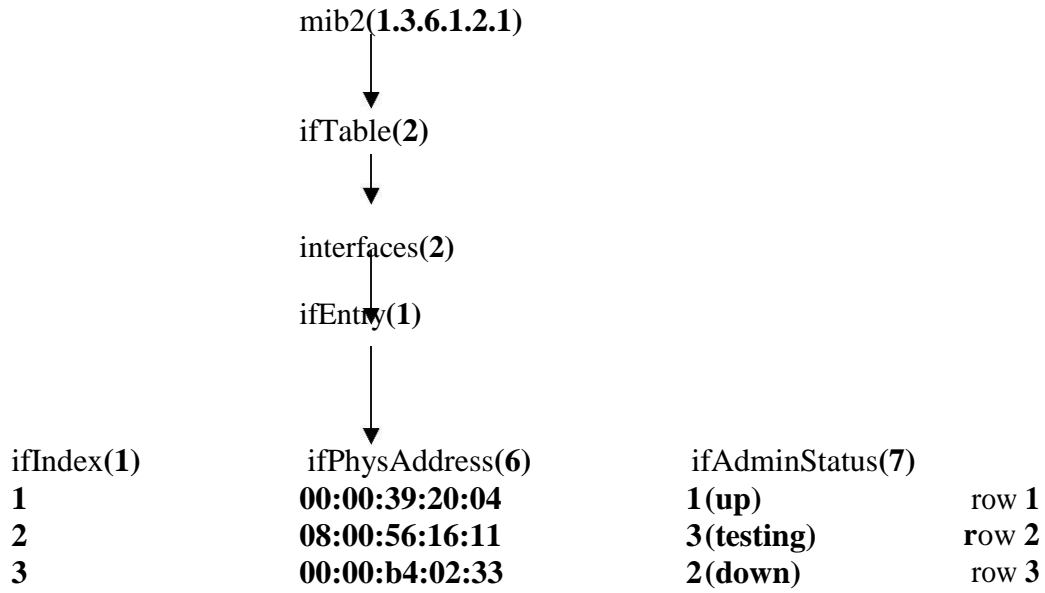 mib2(1.3.6.1.2.1)
ifTable(2)
interfaces(2)
ifEntry(1)
ifIndex(1) ifPhysAddress(6) ifAdminStatus(7)
1 00:00:39:20:04 1(up) row 1
2 08:00:56:16:11 3(testing) row 2
3 00:00:b4:02:33 2(down) row 3